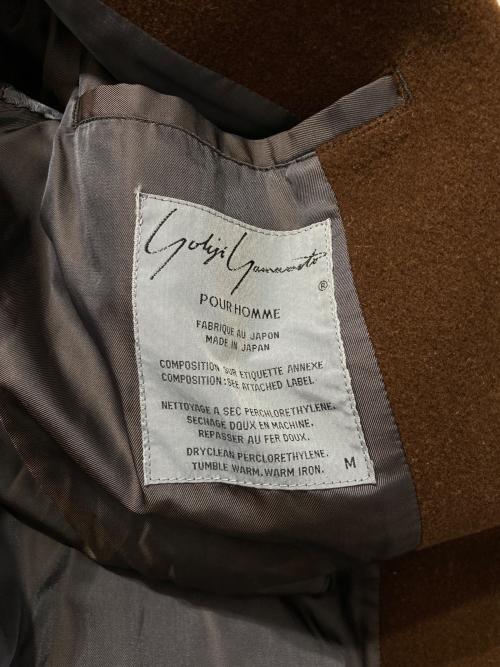 Yohji Yamamoto
®
POUR HOMME
FABRIQUE AU JAPON
MADE IN JAPAN
COMPOSITION SUR ETIQUETTE ANNEXE
COMPOSITION:SEE ATTACHED LABEL
NETTOYAGE A SEC PERCHLORETHYLENE.
SECHAGE DOUX EN MACHINE.
REPASSER AU FER DOUX.
DRYCLEAN PERCLORETHYLENE.
TUMBLE WARM.WARM IRON.
M